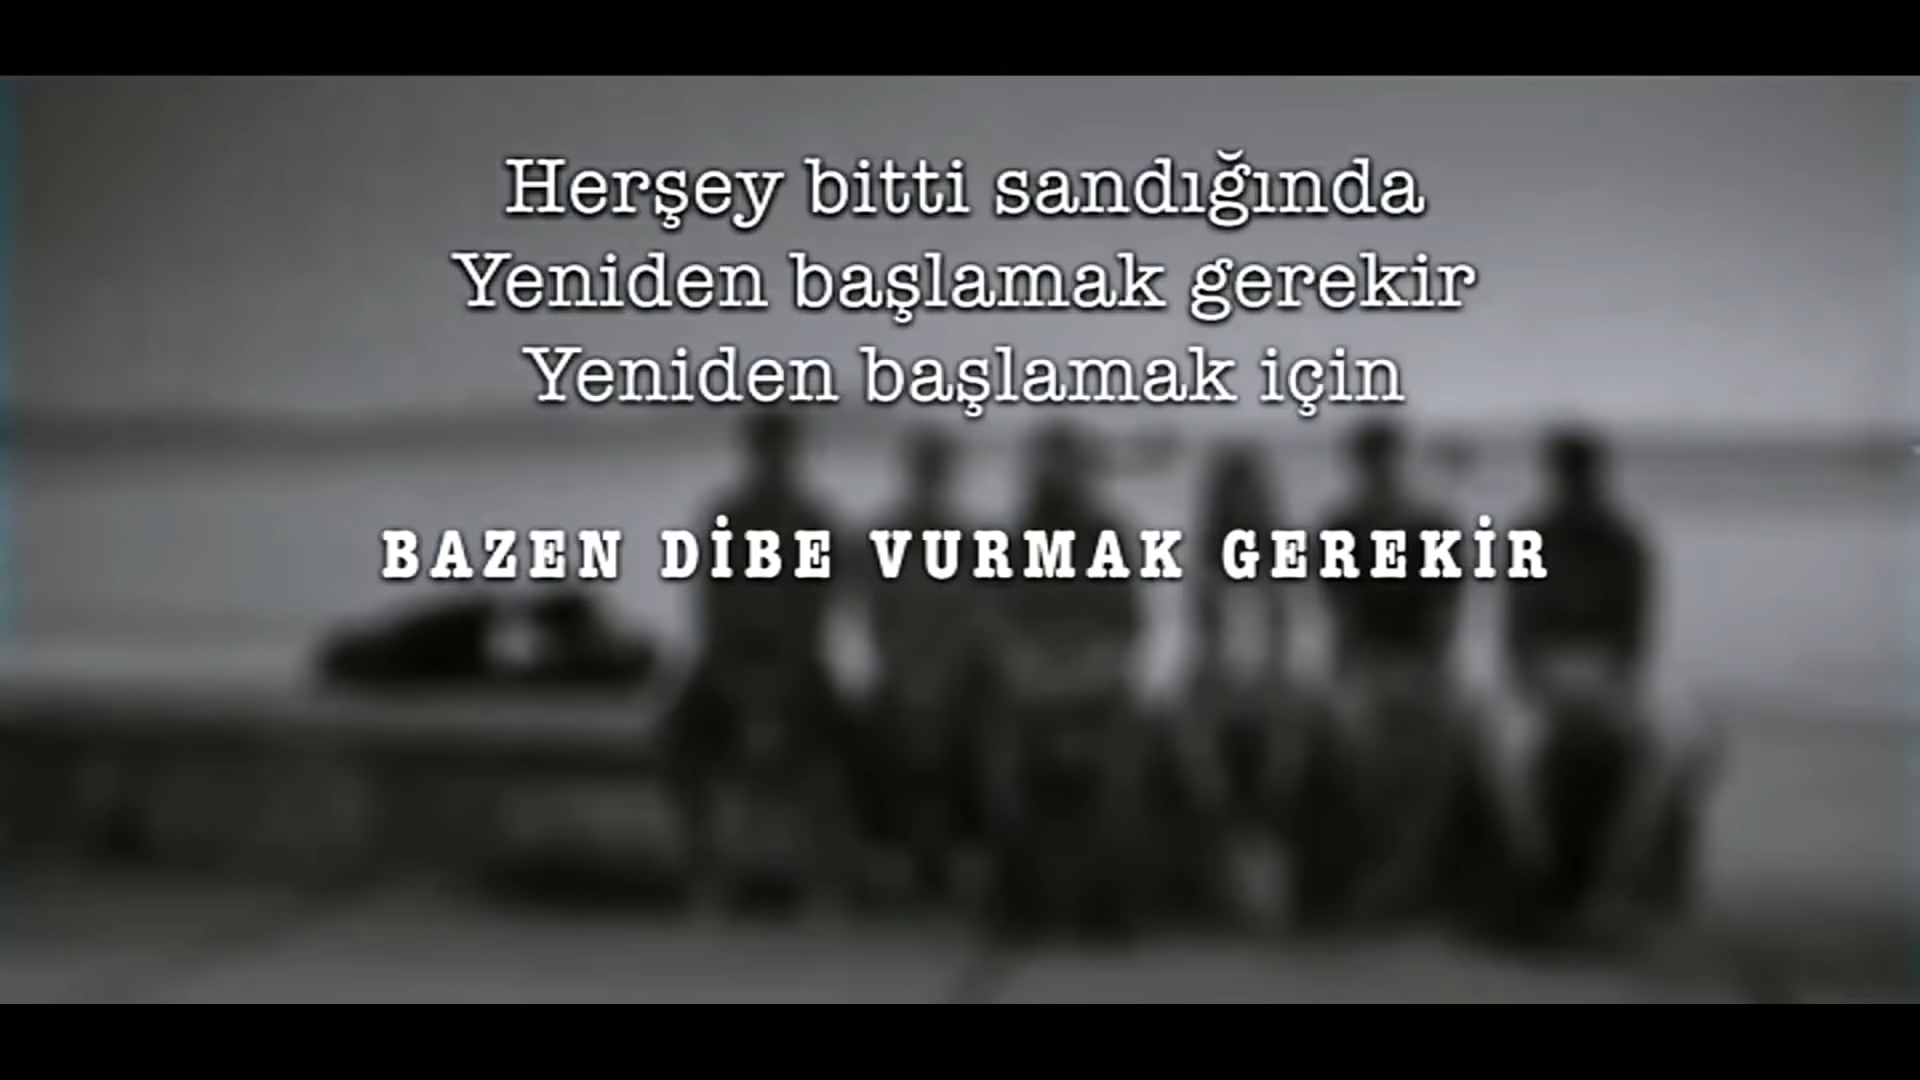 Herşey bitti sandığında
Yeniden başlamak gerekir
Yeniden başlamak için
BAZEN DİBE VURMAK GEREKİR